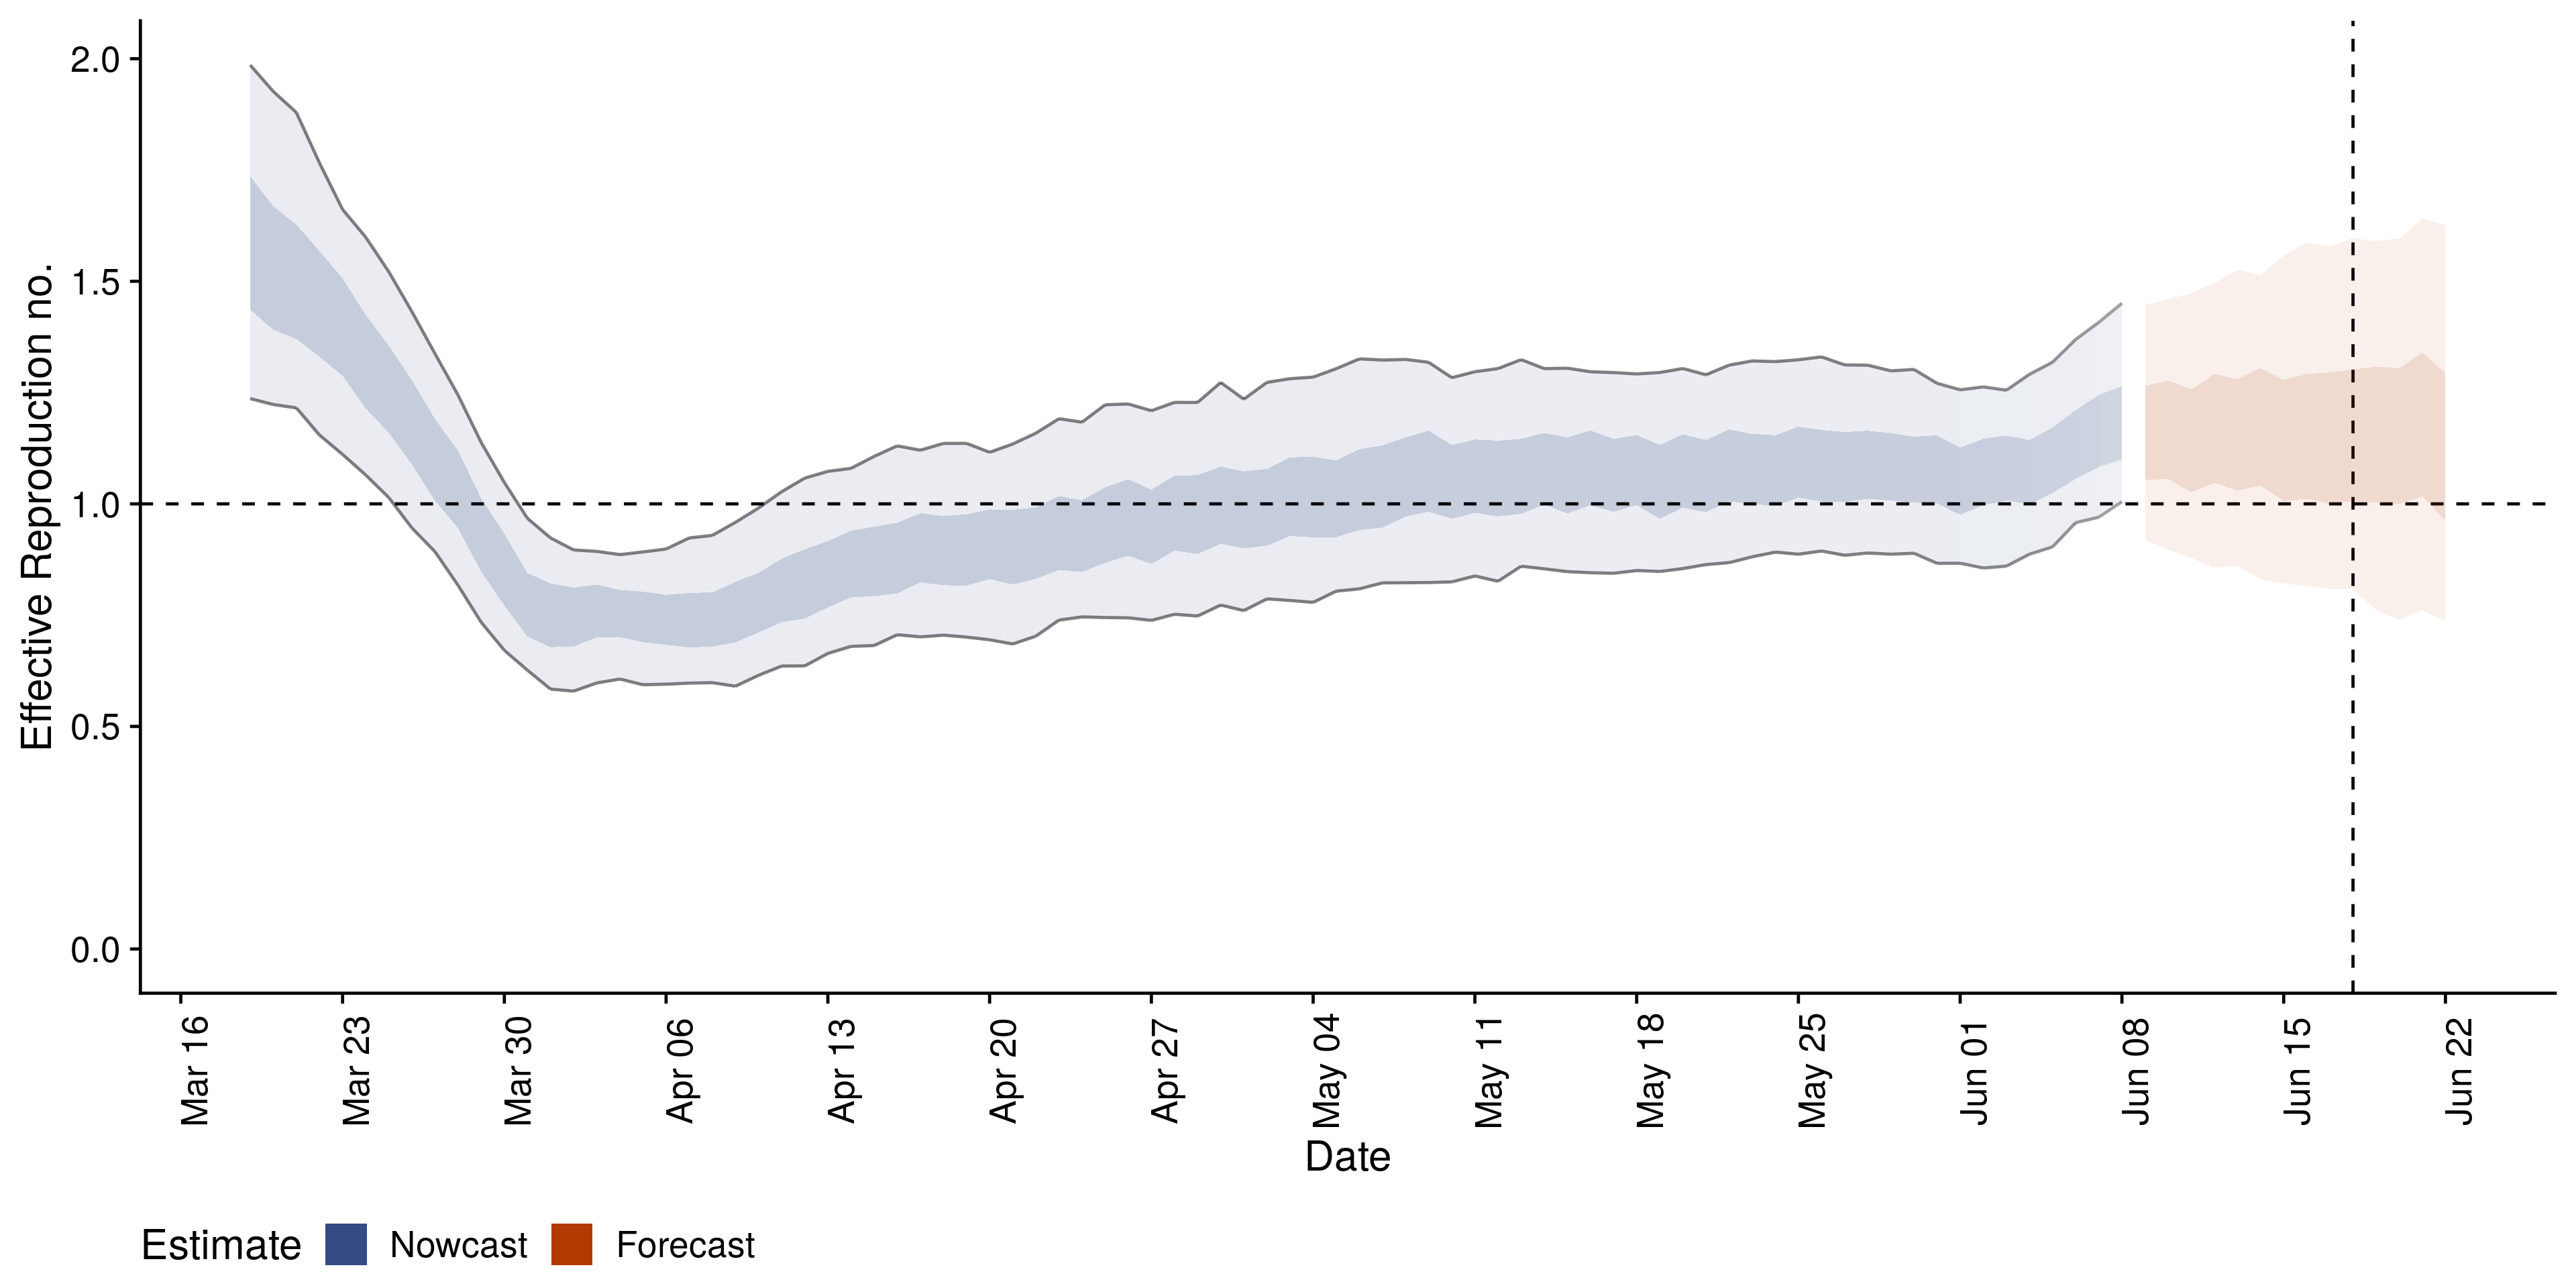 Effective Reproduction no.
2.0
1.5
1.0
0.5
0.0
Mar 16
Mar 23
Mar 30
Apr 06
Apr 13
Apr 20
Apr 27
May 04
May 11
May 18
May 25
Jun 01
Jun 08
Jun 15
Jun 22
Date
Estimate Nowcast Forecast